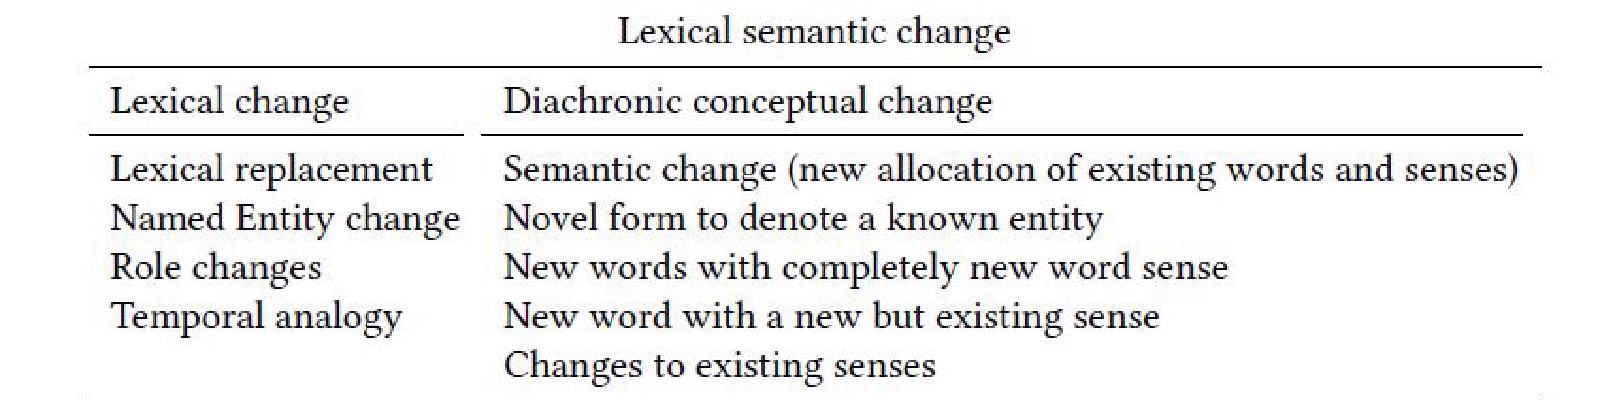 Lexical semantic change
Lexical change Diachronic conceptual change
Lexical replacement Semantic change (new allocation of existing words and senses)
Named Entity change Novel form to denote a known entity
Role changes New words with completely new word sense
Temporal analogy New word with a new but existing sense
Changes to existing senses